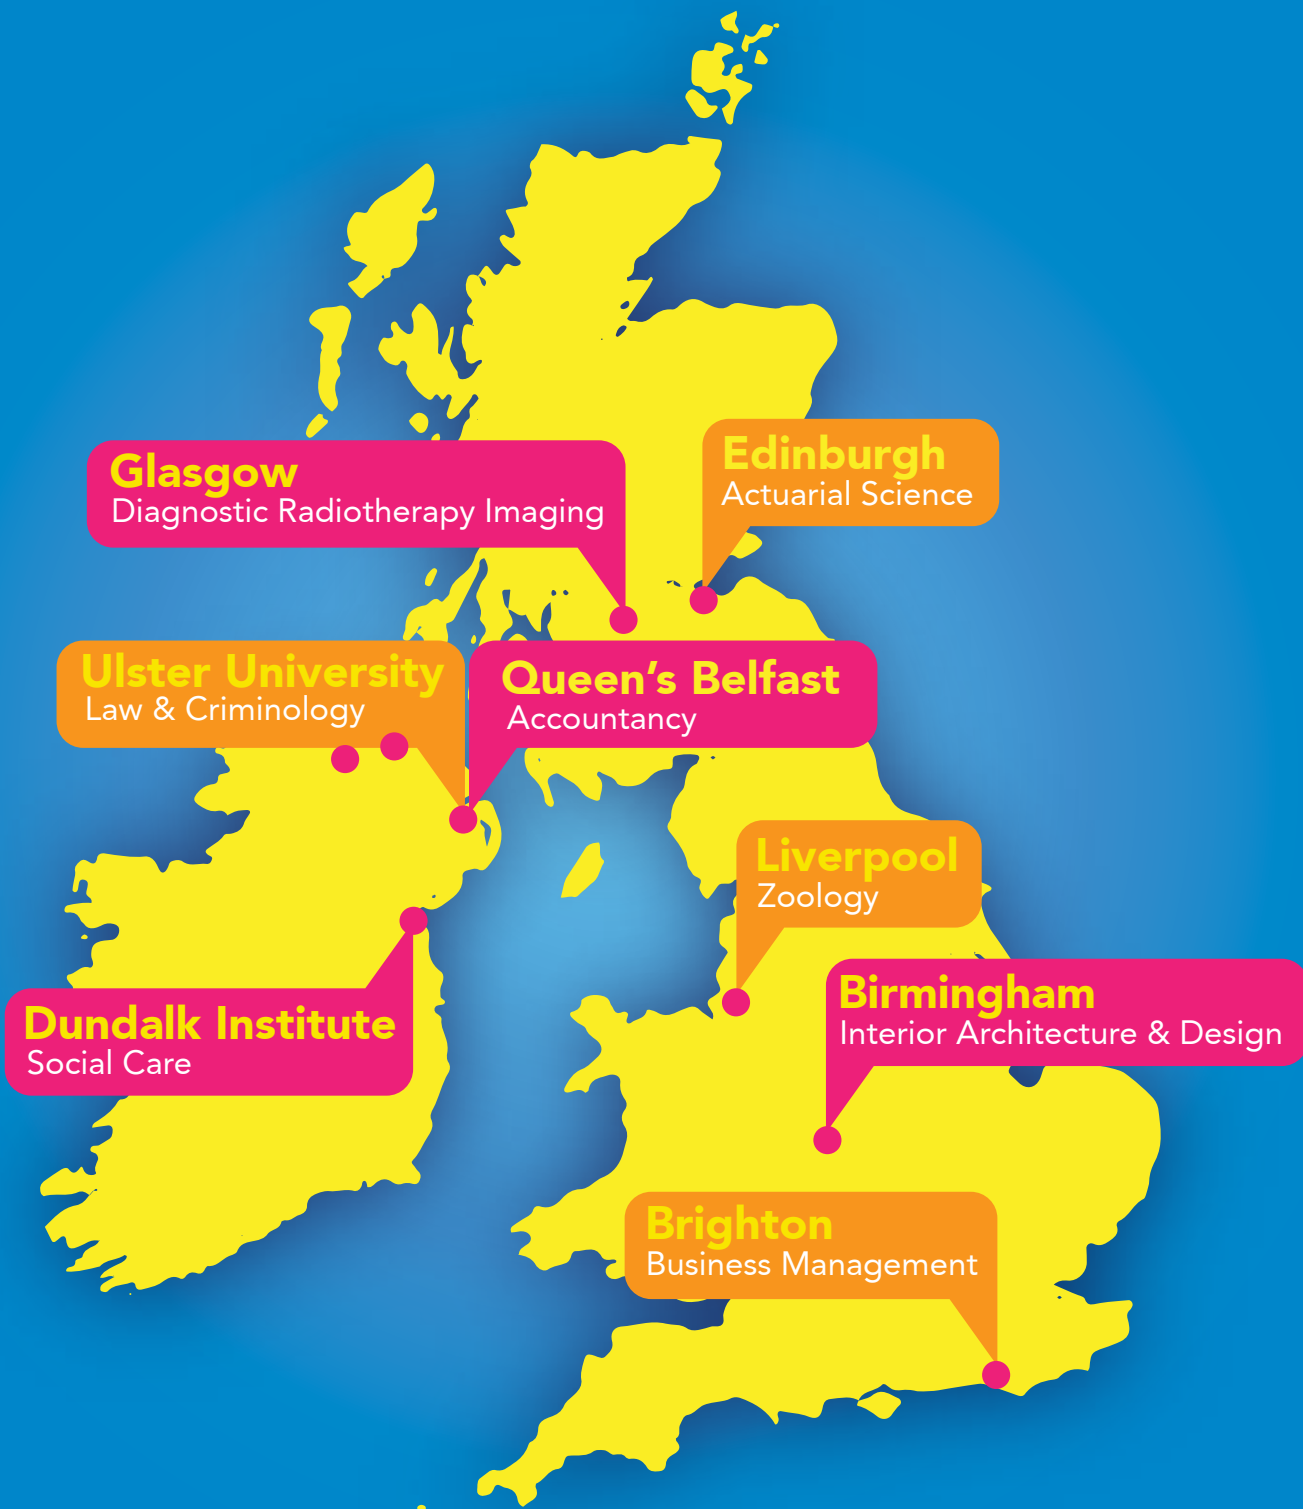 Edinburgh
Actuarial Science
Glasgow
Diagnostic Radiotherapy Imaging
Ulster University
Law & Criminology
Queen's Belfast
Accountancy
Liverpool
Zoology
Birmingham
Interior Architecture & Design
Dundalk Institute
Social Care
Brighton
Business Management